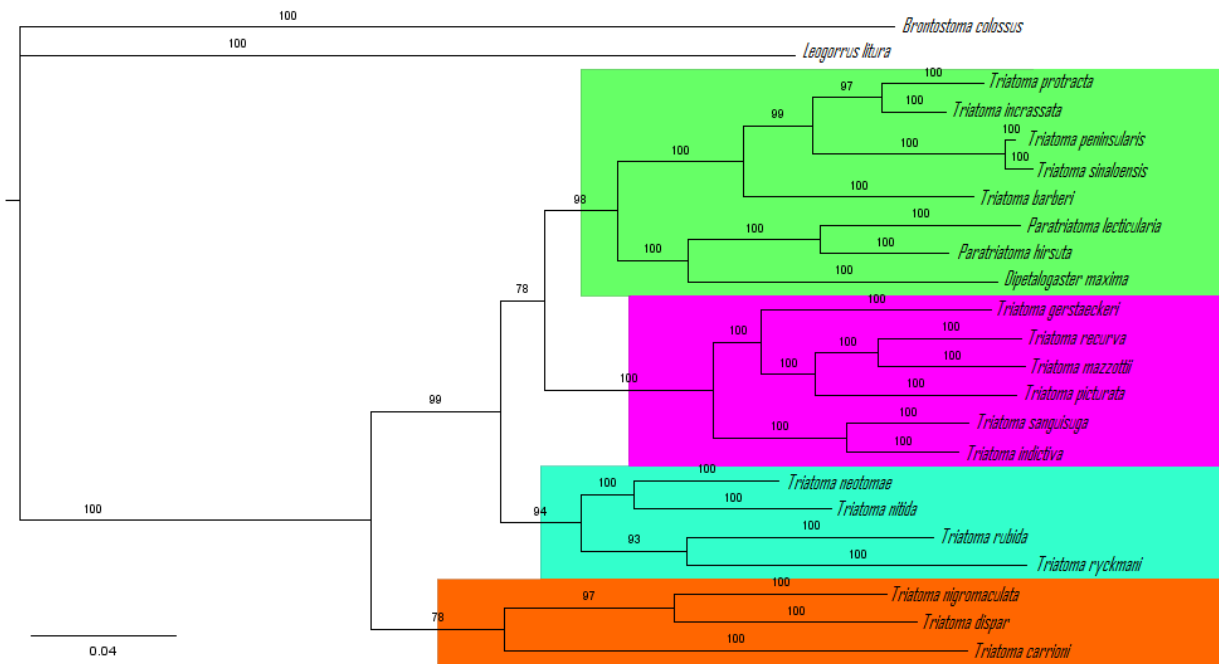 100
Brontostoma colossus
100
Leogorrus litura
100
97
Triatoma protracta
99
100
Triatoma incrassata
100
100
Triatoma peninsularis
100
100
Triatoma sinaloensis
100
Triatoma barberi
98
100
100
Paratriatoma lecticularia
100
100
Paratriatoma hirsuta
100
Dipetalogaster maxima
78
100
Triatoma gerstaeckeri
100
100
100
Triatoma recurva
100
100
Triatoma mazzottii
100
100
Triatoma picturata
99
100
Triatoma sanguisuga
100
100
Triatoma indictiva
100
100
Triatoma neotomae
100
Triatoma nitida
94
100
93
Triatoma rubida
100
Triatoma ryckmani
100
100
97
Triatoma nigromaculata
100
Triatoma dispar
78
100
Triatoma carrioni
0.04